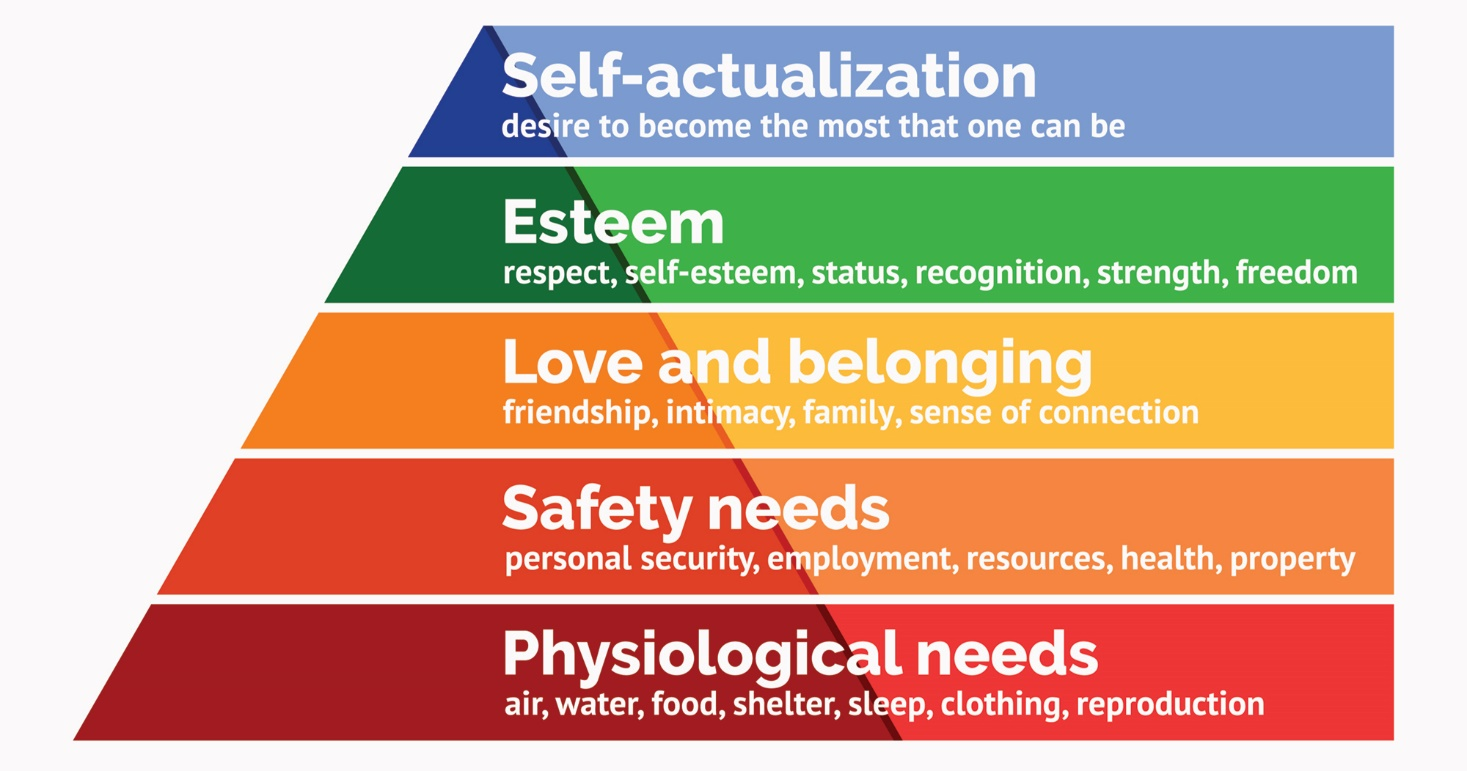 Self-actualization
desire to become the most that one can be
Esteem
respect, self-esteem, status, recognition, strength, freedom
Love and belonging
friendship, intimacy, family, sense of connection
Safety needs
personal security, employment, resources, health, property
Physiological needs
air, water, food, shelter, sleep, clothing, reproduction